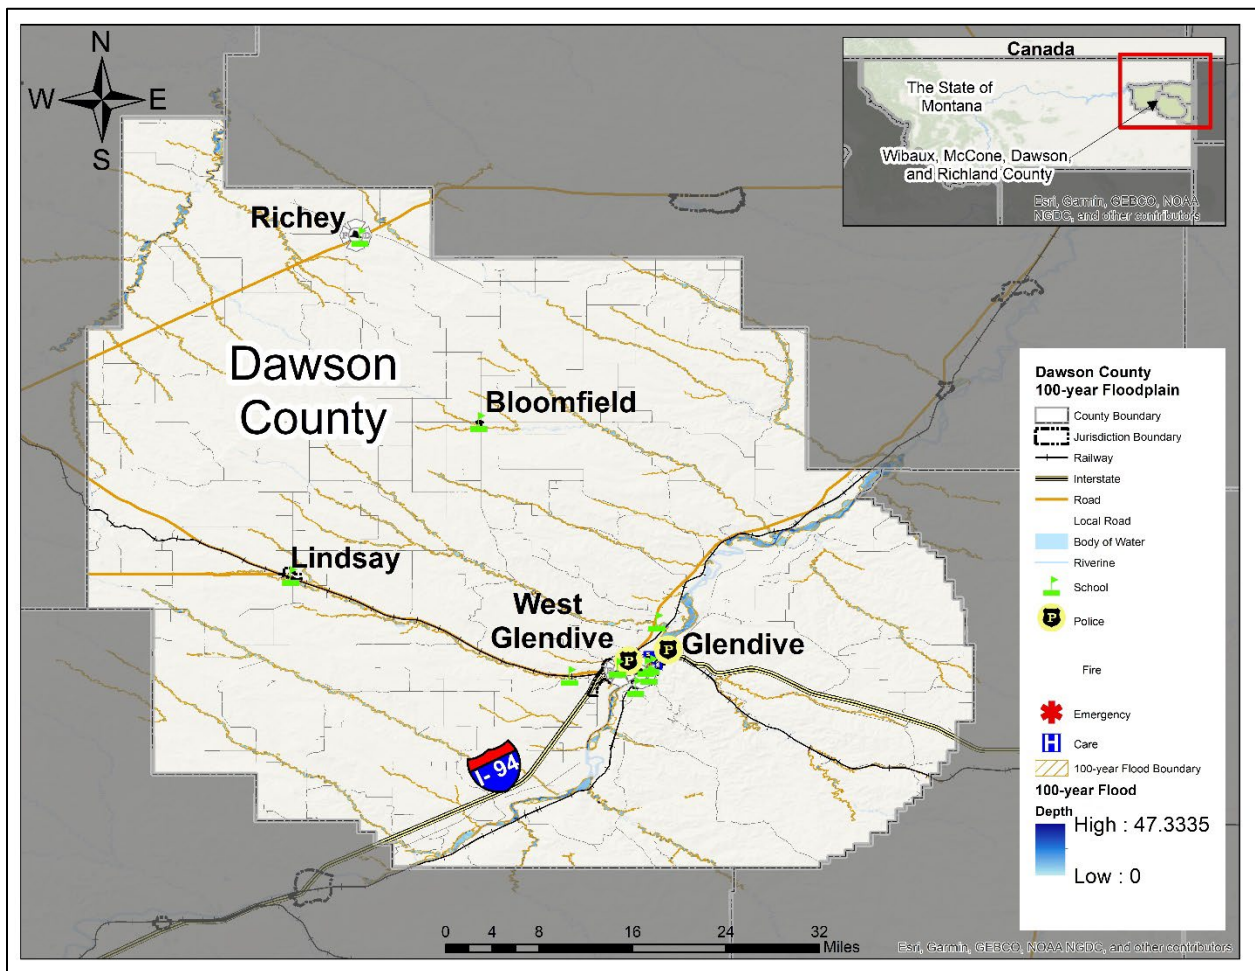 N
W E
S
Canada
The State of
Montana
Wibaux, McCone, Dawson,
and Richland County
Esri, Garmin, GEBCO, NOAA
NGDC, and other contributors
Richey
Dawson
County
Bloomfield
Lindsay
West
Glendive
Glendive
P
P
I-94
Dawson County
100-year Floodplain
County Boundary
Jurisdiction Boundary
Railway
Interstate
Road
Local Road
Body of Water
Riverine
School
P
Police
Fire
Emergency
H
Care
100-year Flood Boundary
100-year Flood
Depth
High : 47.3335
Low : 0
0 4 8 16 24 32
Miles
Esri, Garmin, GEBCO, NOAA NGDC, and other contributors